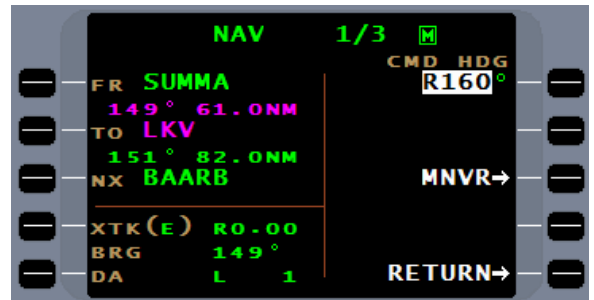 NAV 1/3 M
CMD HDG
FR SUMMA R160°
149° 61.0NM
TO LKV
151° 82.0NM
NX BAARB MNVR→
XTK(E) R0.00
BRG 149°
DA L 1 RETURN→